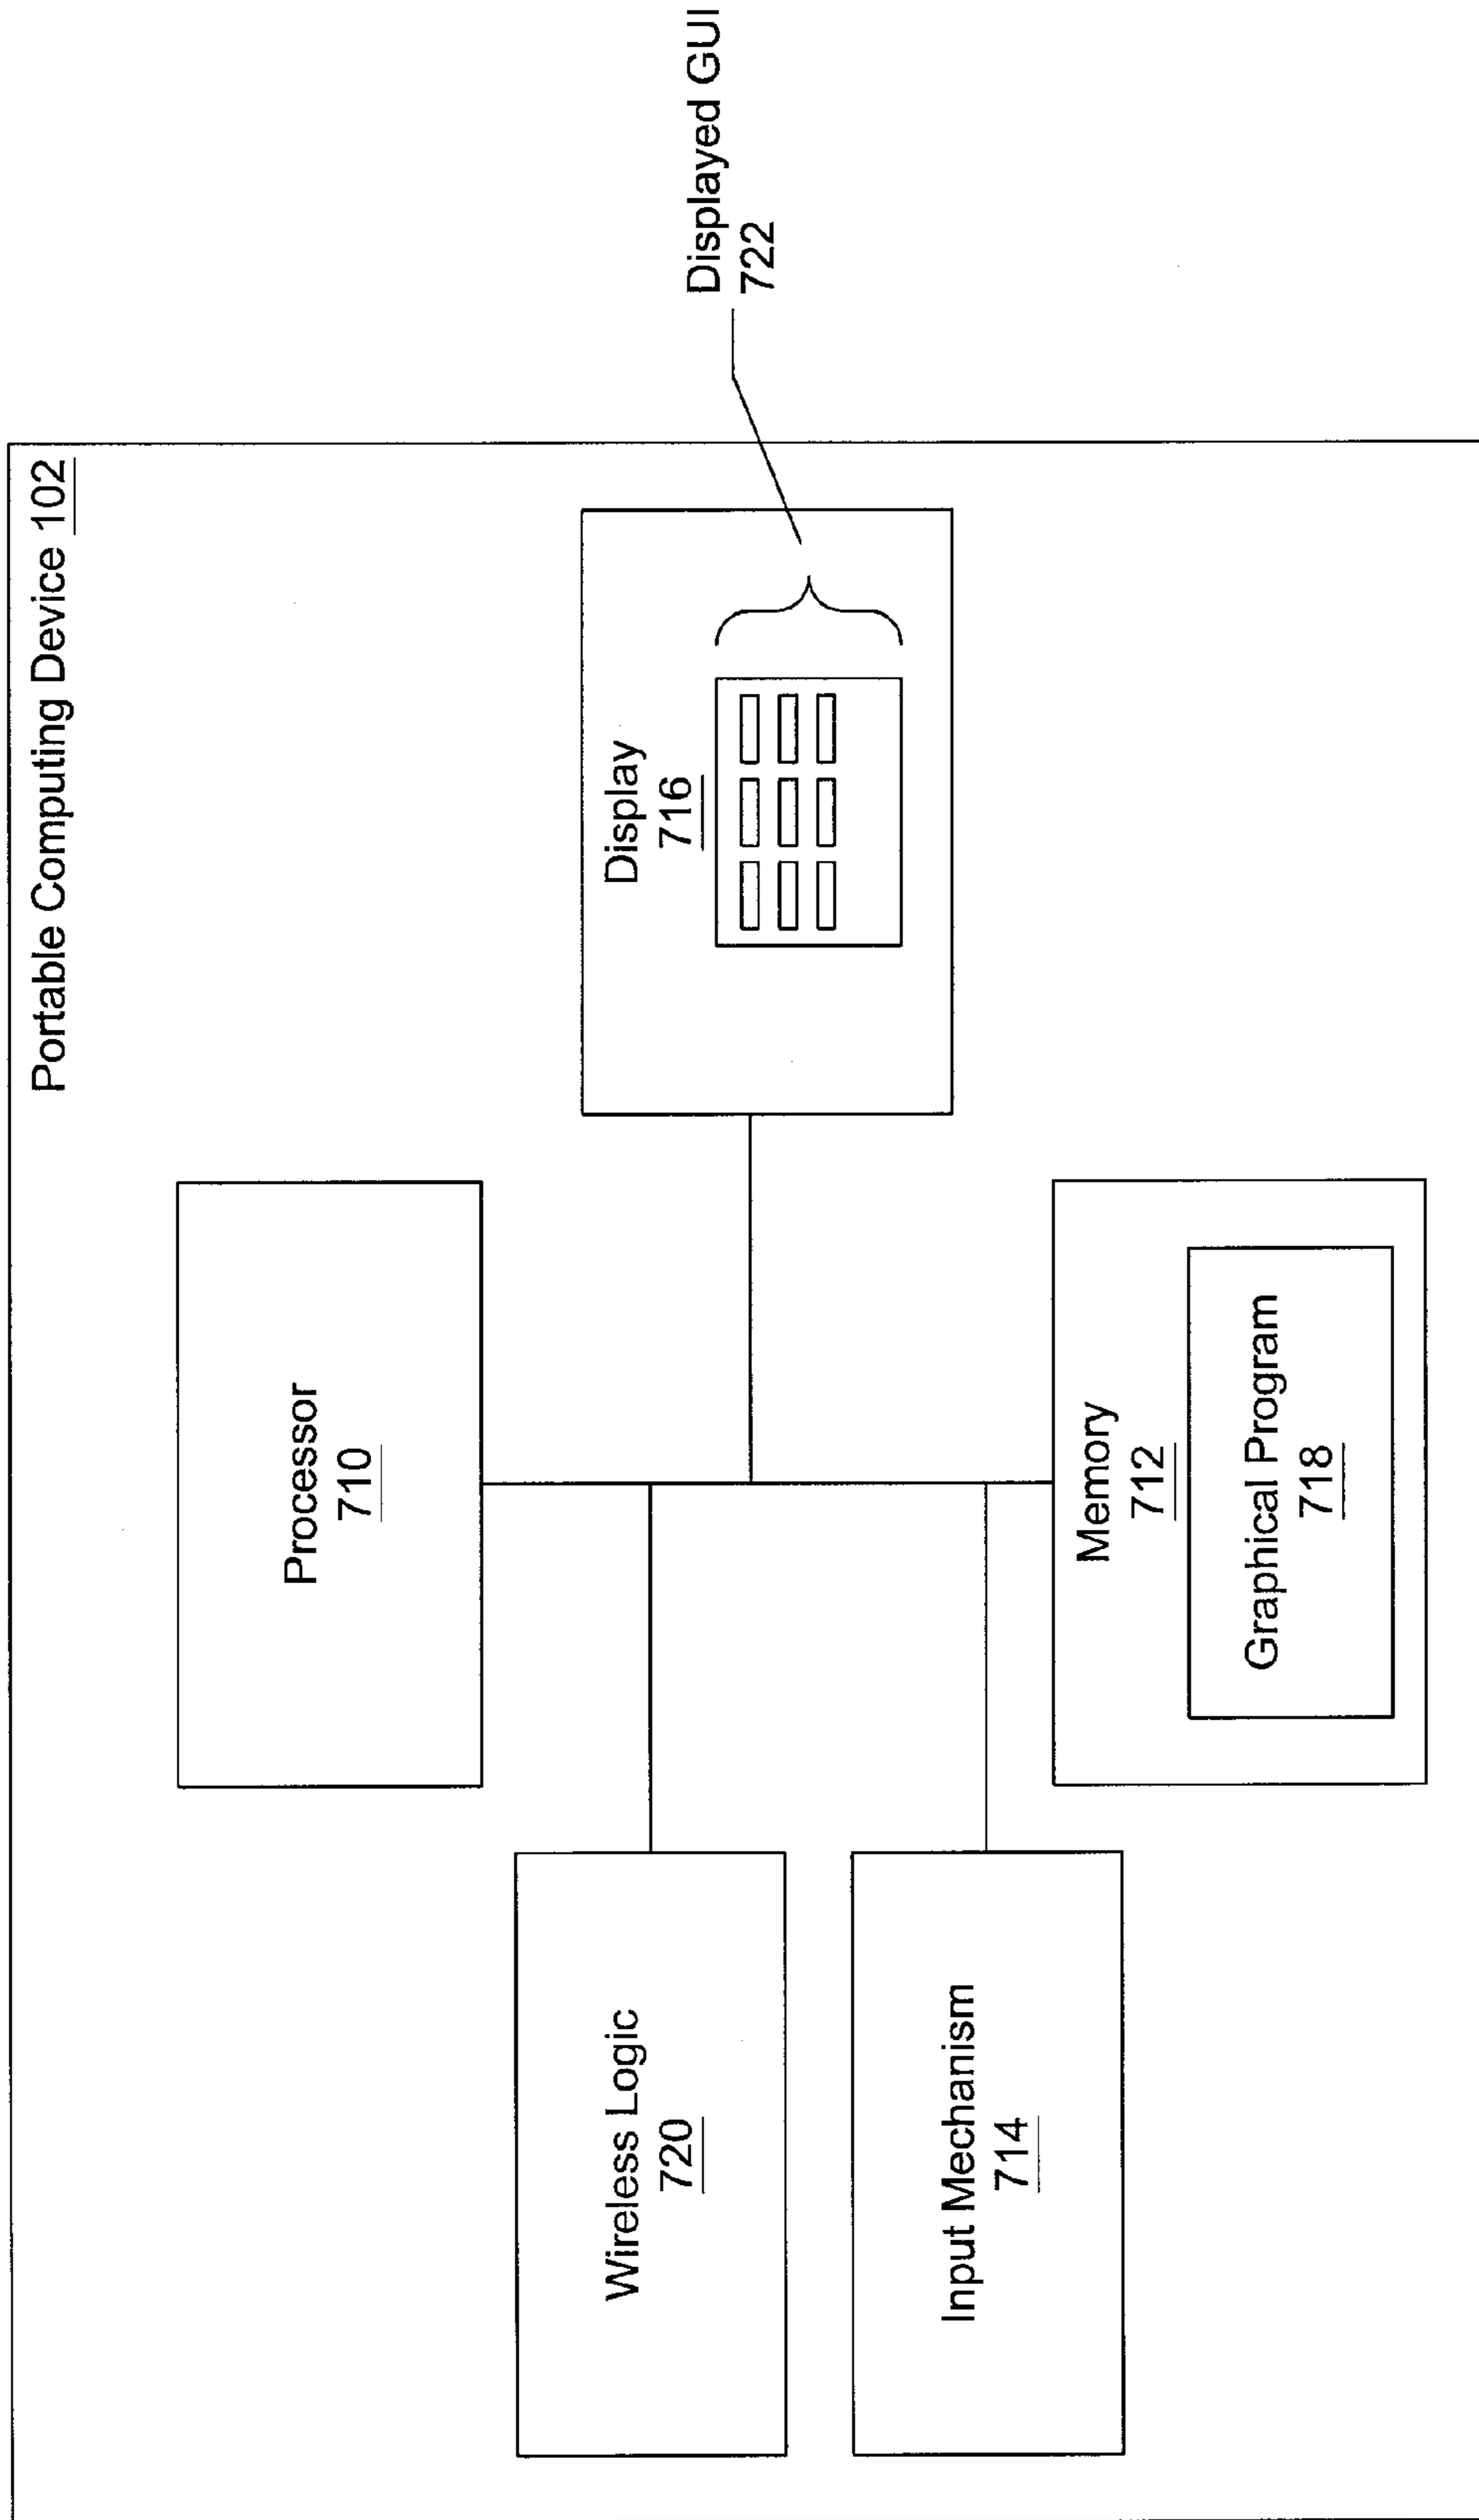 Portable Computing Device 102
Processor
710
Wireless Logic
720
Display
716
Displayed GUI
722
Input Mechanism
714
Memory
712
Graphical Program
718